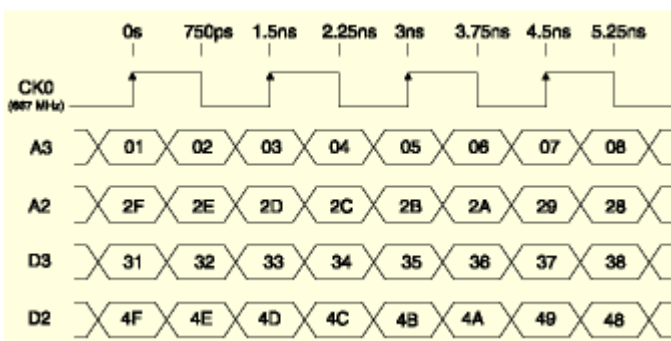 0s 750ps 1.5ns 2.25ns 3ns 3.75ns 4.5ns 5.25ns
CK0
(667 MHz)
A3 01 02 03 04 05 06 07 08
A2 2F 2E 2D 2C 2B 2A 29 28
D3 31 32 33 34 35 36 37 38
D2 4F 4E 4D 4C 4B 4A 49 48